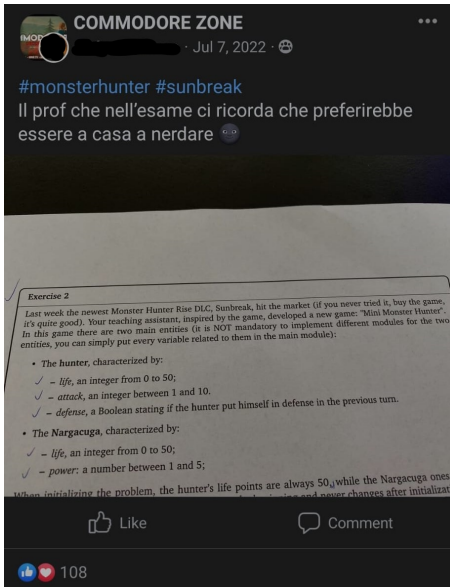 COMMODORE ZONE
· Jul 7, 2022 ·
#monsterhunter #sunbreak
Il prof che nell'esame ci ricorda che preferirebbe
essere a casa a nerdare
Exercise 2
Last week the newest Monster Hunter Rise DLC, Sunbreak, hit the market (if you never tried it, buy the game,
it's quite good). Your teaching assistant, inspired by the game, developed a new game: "Mini Monster Hunter".
In this game there are two main entities (it is NOT mandatory to implement different modules for the two
entities, you can simply put every variable related to them in the main module):
• The hunter, characterized by:
– life, an integer from 0 to 50;
– attack, an integer between 1 and 10.
– defense, a Boolean stating if the hunter put himself in defense in the previous turn.
• The Nargacuga, characterized by:
– life, an integer from 0 to 50;
– power: a number between 1 and 5;
When initializing the problem, the hunter's life points are always 50, while the Nargacuga ones
and never changes after initializat
Like
Comment
108